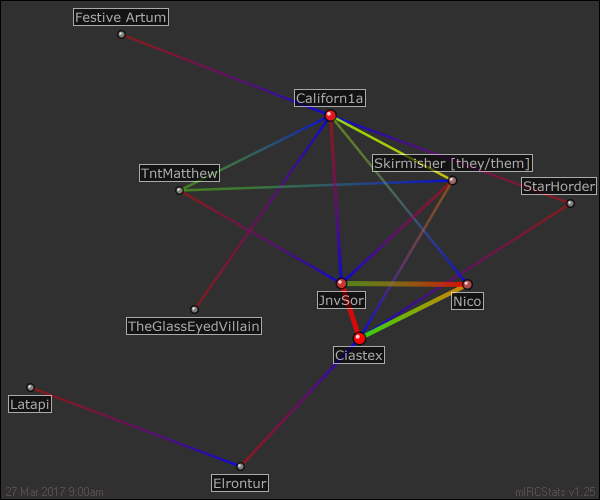 Festive Artum
Californ1a
Skirmisher [they/them]
TntMatthew
StarHorder
JnvSor
Nico
TheGlassEyedVillain
Ciastex
Latapi
Elrontur
27 Mar 2017 9:00am
mIRCStats v1.25